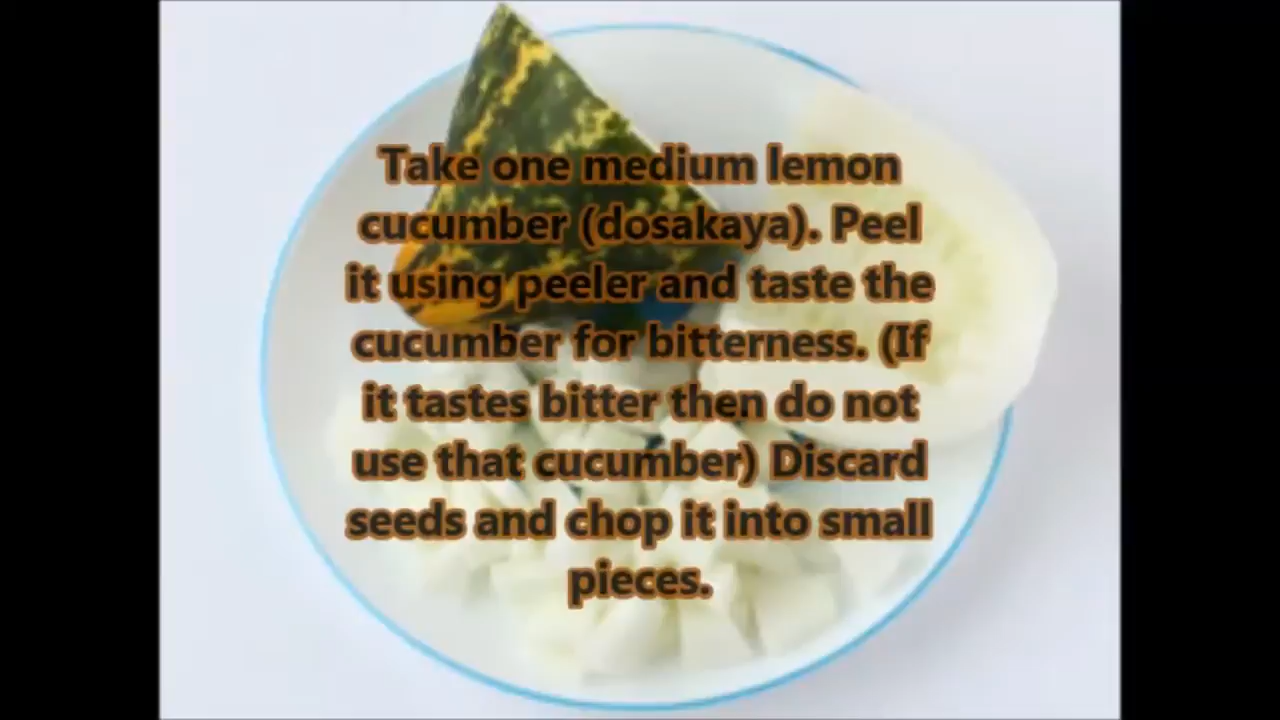 Take one medium lemon
cucumber (dosakaya). Peel
it using peeler and taste the
cucumber for bitterness. (If
it tastes bitter then do not
use that cucumber) Discard
seeds and chop it into small
pieces.